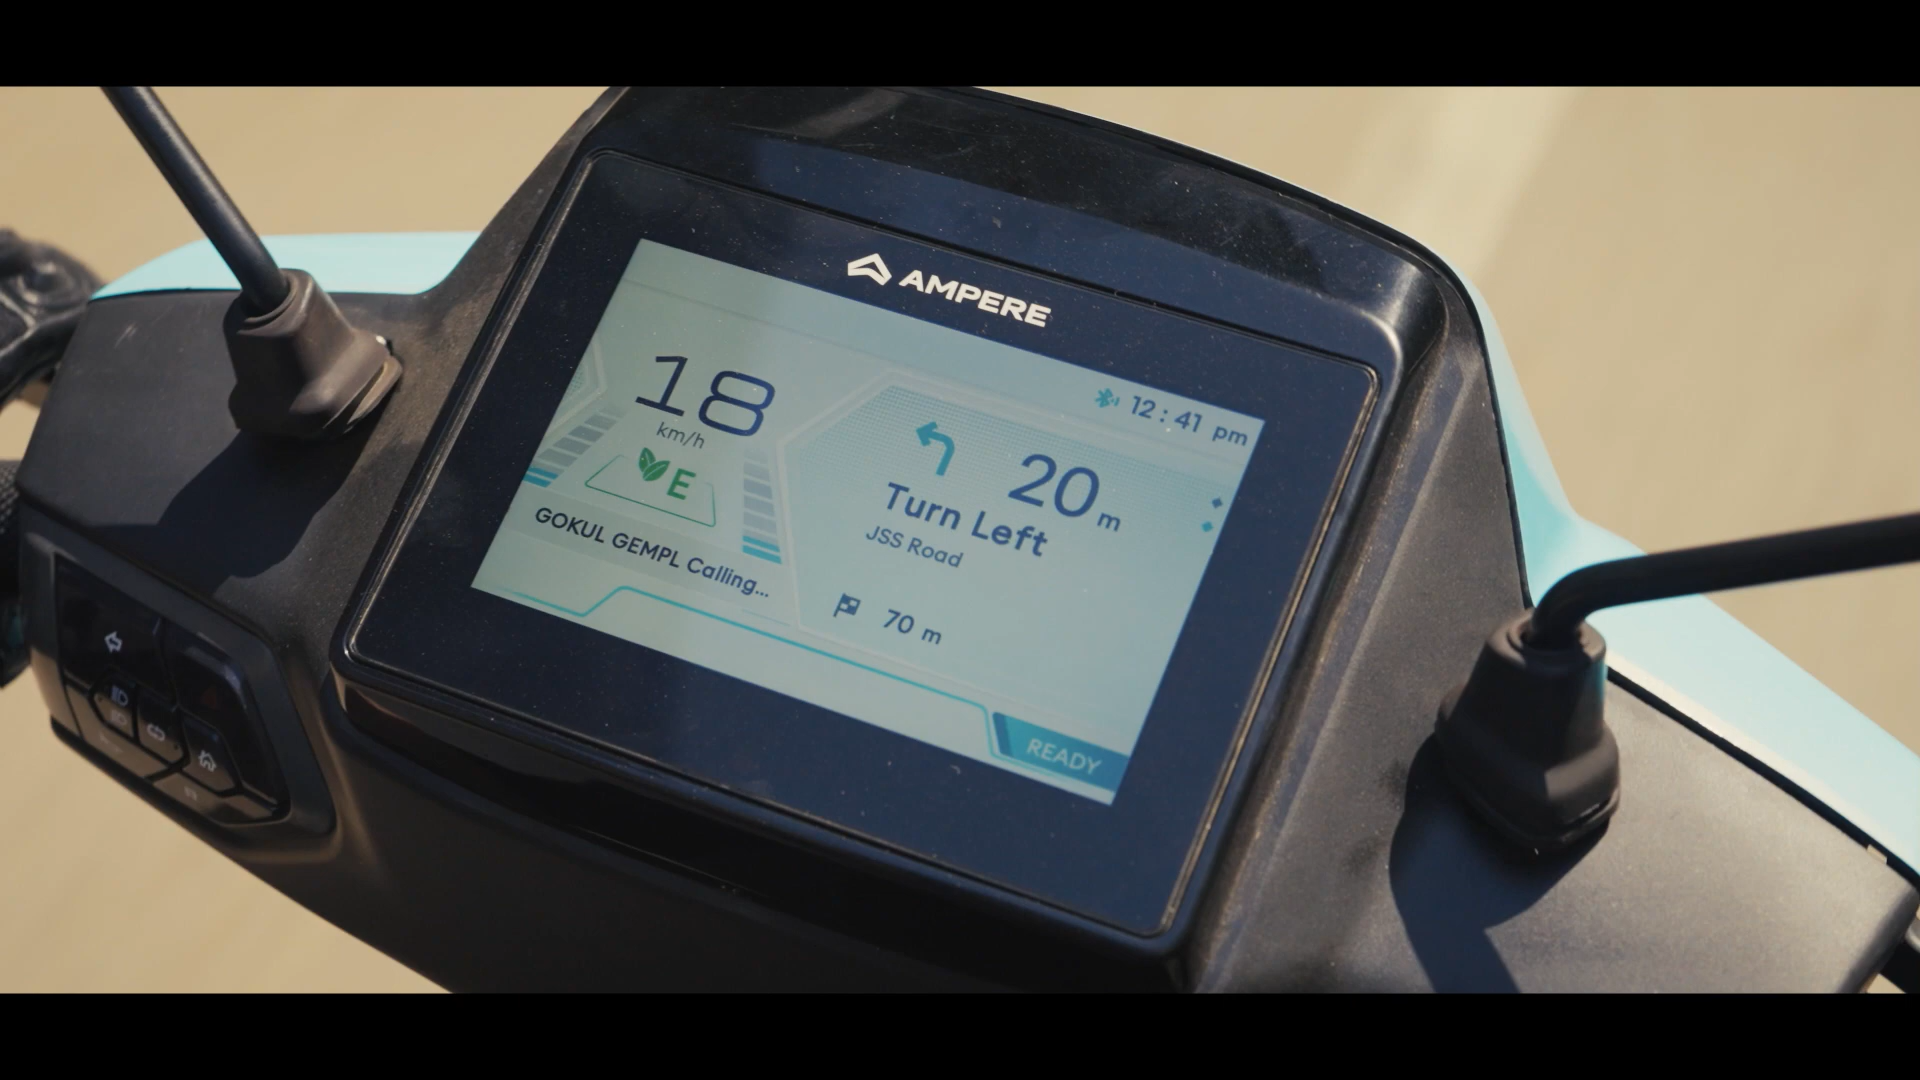 AMPERE
12:41 pm
18
km/h
E
GOKUL GEMPL Calling...
20 m
Turn Left
JSS Road
70 m
READY